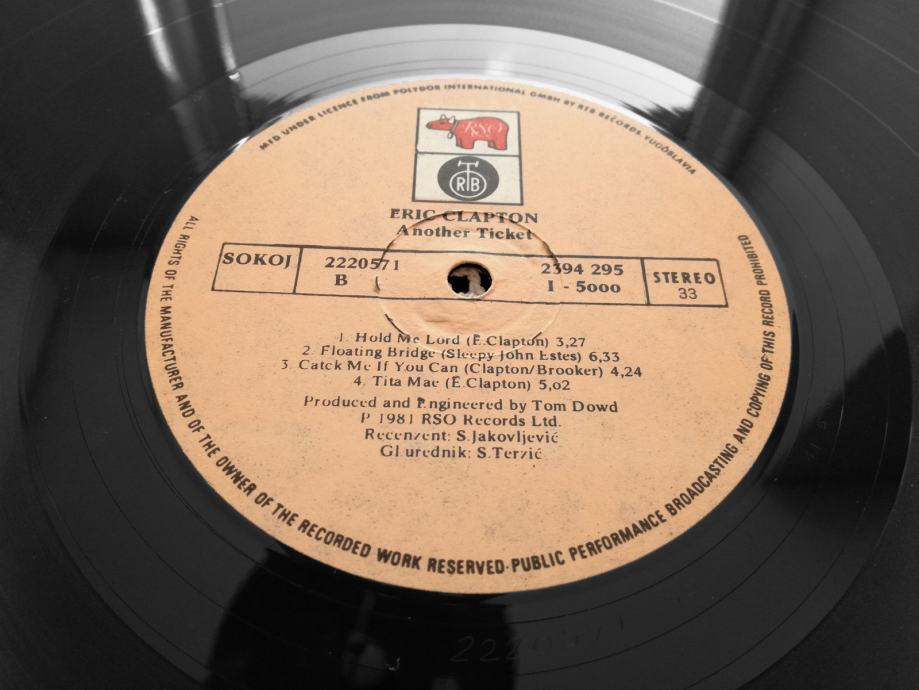 MFD UNDER LICENCE FROM POLYDOR INTERNATIONAL GMBH BY RTB RECORDS, YUGOSLAVIA
RSO
RTB
ERIC CLAPTON
Another Ticket
SOKOJ
2220571
B
2394 295
I - 5000
STEREO
33
1. Hold Me Lord (E.Clapton) 3,27
2. Floating Bridge (Sleepy John Estes) 6,33
3. Catck Me If You Can (Clapton/Brooker) 4,24
4. Tita Mae (E.Clapton) 5,02
Produced and Engineered by Tom Dowd
P 1981 RSO Records Ltd.
Recenzent: S.Jakovljević
Gl urednik: S.Terzić
ALL RIGHTS OF THE MANUFACTURER AND OF THE OWNER OF THE RECORDED WORK RESERVED·PUBLIC PERFORMANCE BROADCASTING AND COPYING OF THIS RECORD PROHIBITED
2220571